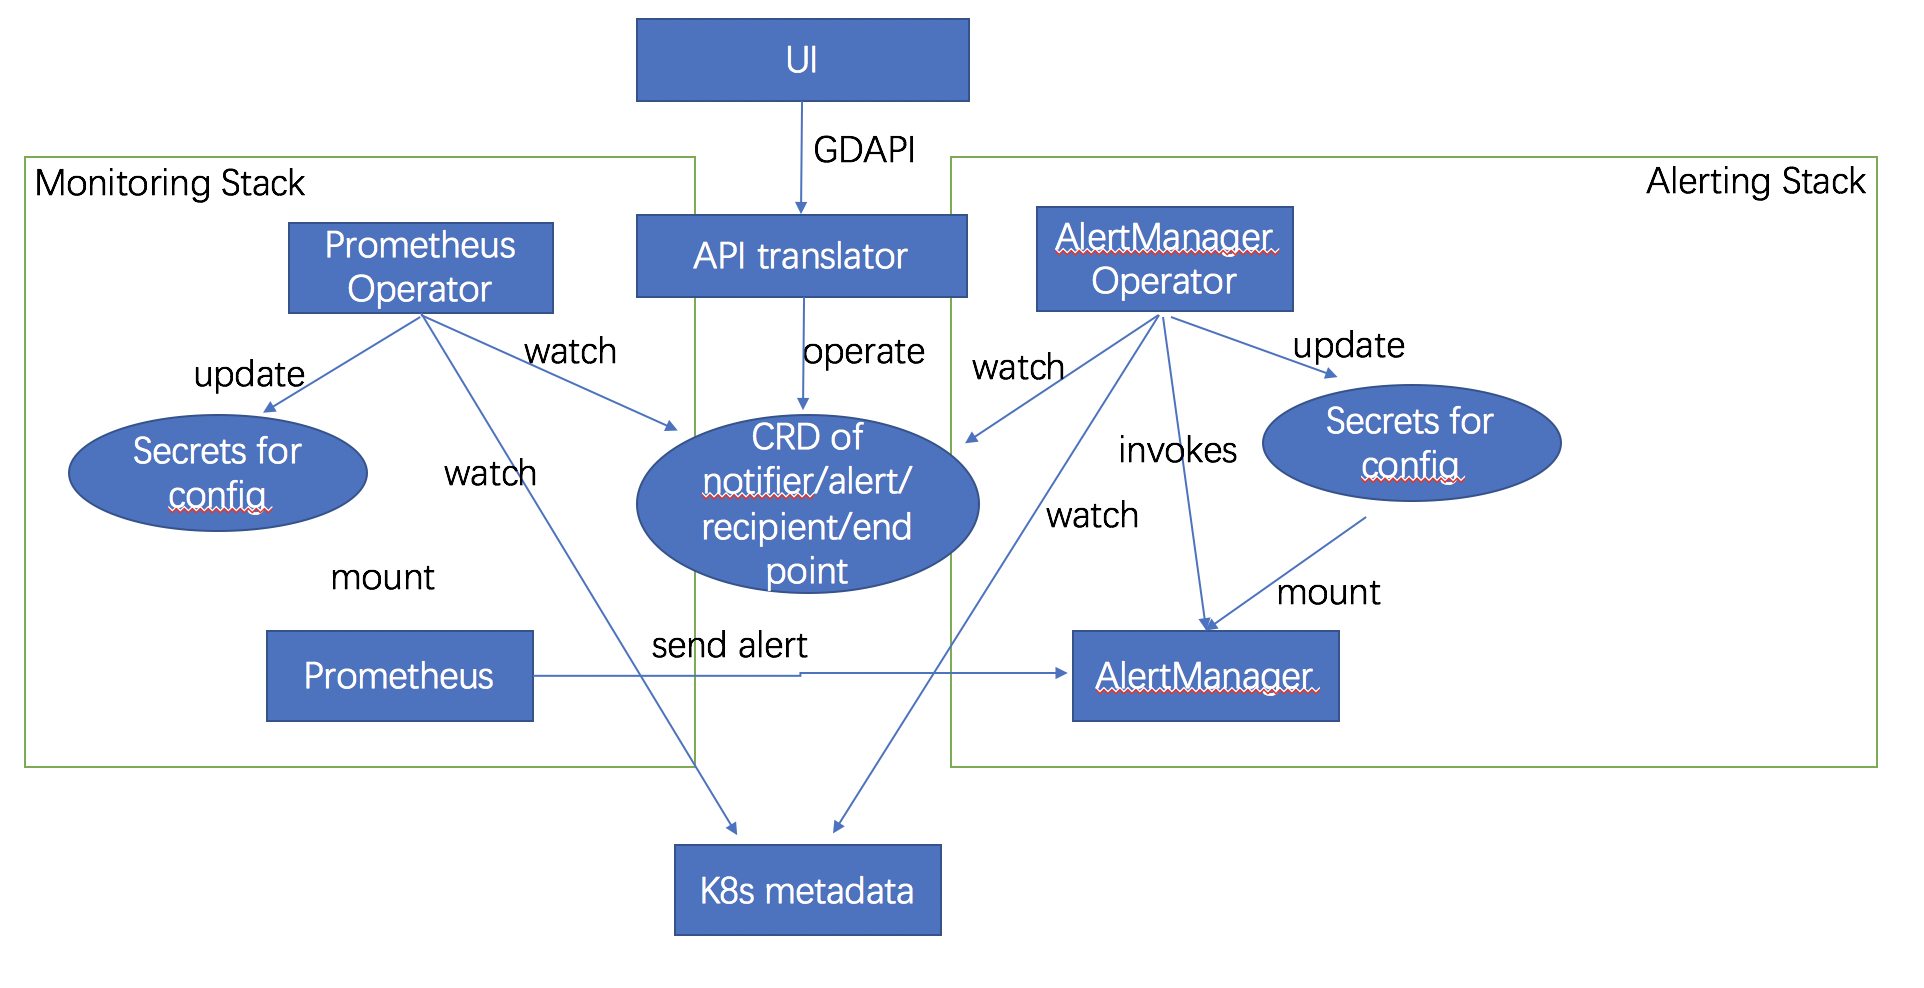 UI
GDAPI
Monitoring Stack
Alerting Stack
Prometheus
Operator
API translator
AlertManager
Operator
update
watch
operate
watch
update
Secrets for
config
watch
CRD of
notifier/alert/
recipient/end
point
invokes
Secrets for
config
watch
mount
mount
send alert
Prometheus
AlertManager
K8s metadata